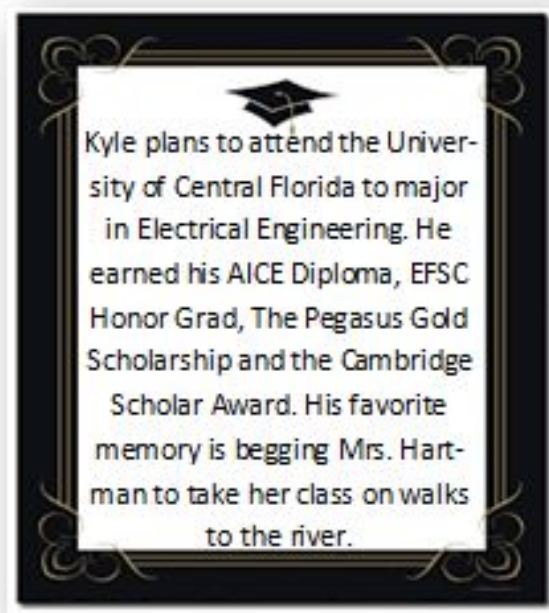 Kyle plans to attend the Univer-
sity of Central Florida to major
in Electrical Engineering. He
earned his AICE Diploma, EFSC
Honor Grad, The Pegasus Gold
Scholarship and the Cambridge
Scholar Award. His favorite
memory is begging Mrs. Hart-
man to take her class on walks
to the river.